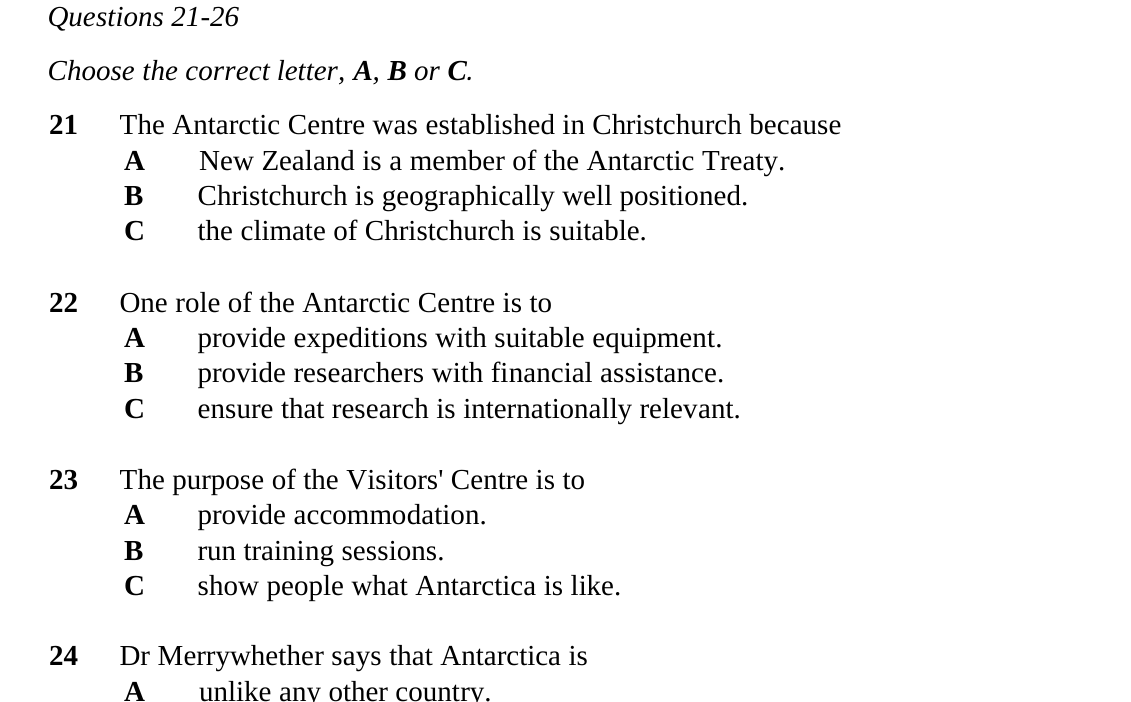 Questions 21-26
Choose the correct letter, A, B or C.
21 The Antarctic Centre was established in Christchurch because
A New Zealand is a member of the Antarctic Treaty.
B Christchurch is geographically well positioned.
C the climate of Christchurch is suitable.
22 One role of the Antarctic Centre is to
A provide expeditions with suitable equipment.
B provide researchers with financial assistance.
C ensure that research is internationally relevant.
23 The purpose of the Visitors' Centre is to
A provide accommodation.
B run training sessions.
C show people what Antarctica is like.
24 Dr Merrywhether says that Antarctica is
A unlike any other country.